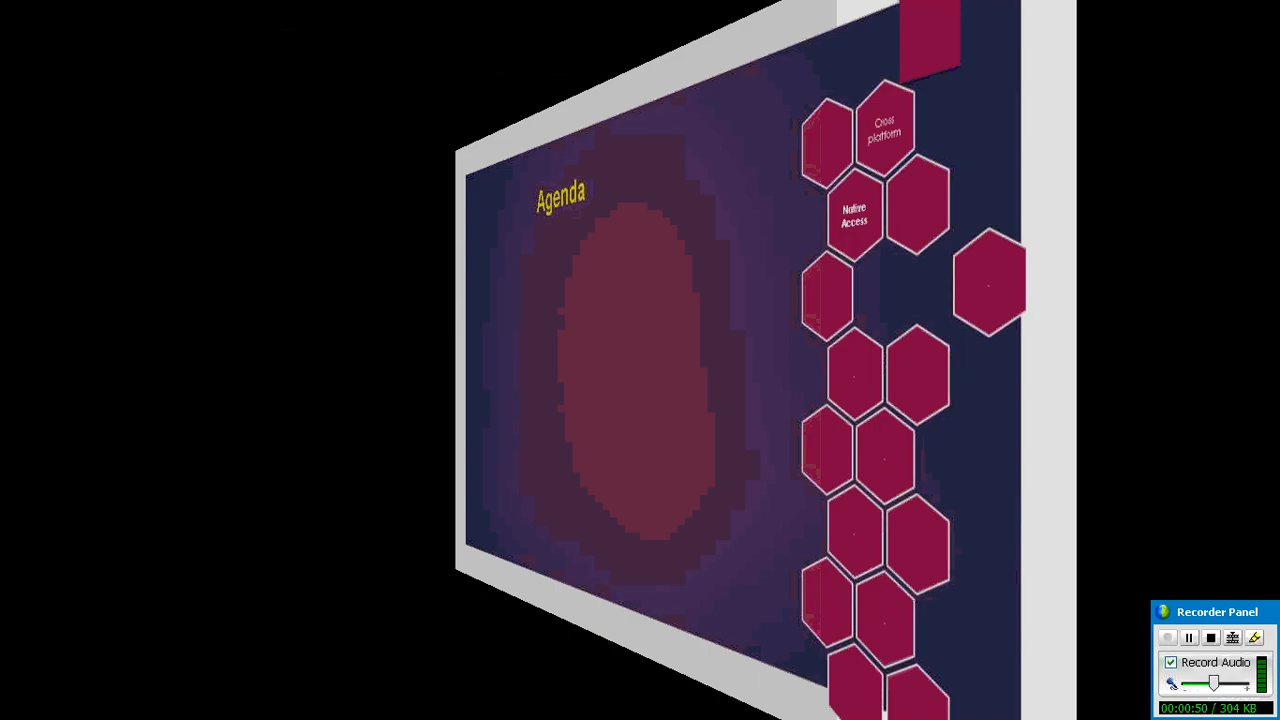 Agenda
Cross
platform
Native
Access
Recorder Panel
Record Audio
00:00:50 / 304 KB